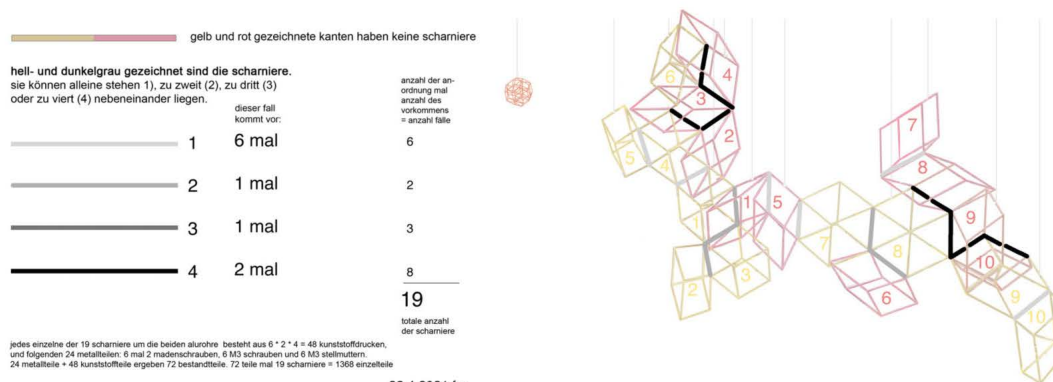 gelb und rot gezeichnete kanten haben keine scharniere
hell- und dunkelgrau gezeichnet sind die scharniere.
sie können alleine stehen 1), zu zweit (2), zu dritt (3)
oder zu viert (4) nebeneinander liegen.
dieser fall
kommt vor:
anzahl der an-
ordnung mal
anzahl des
vorkommens
= anzahl fälle
1 6 mal 6
2 1 mal 2
3 1 mal 3
4 2 mal 8
19
totale anzahl
der scharniere
jedes einzelne der 19 scharniere um die beiden alurohre besteht aus 6 * 2 * 4 = 48 kunststoffdrucken,
und folgenden 24 metallteilen: 6 mal 2 madenschrauben, 6 M3 schrauben und 6 M3 stellmuttern.
24 metallteile + 48 kunststoffteile ergeben 72 bestandteile. 72 teile mal 19 scharniere = 1368 einzelteile
6
4
3
5
4
2
1
1
5
2
3
7
8
6
7
8
9
10
9
10